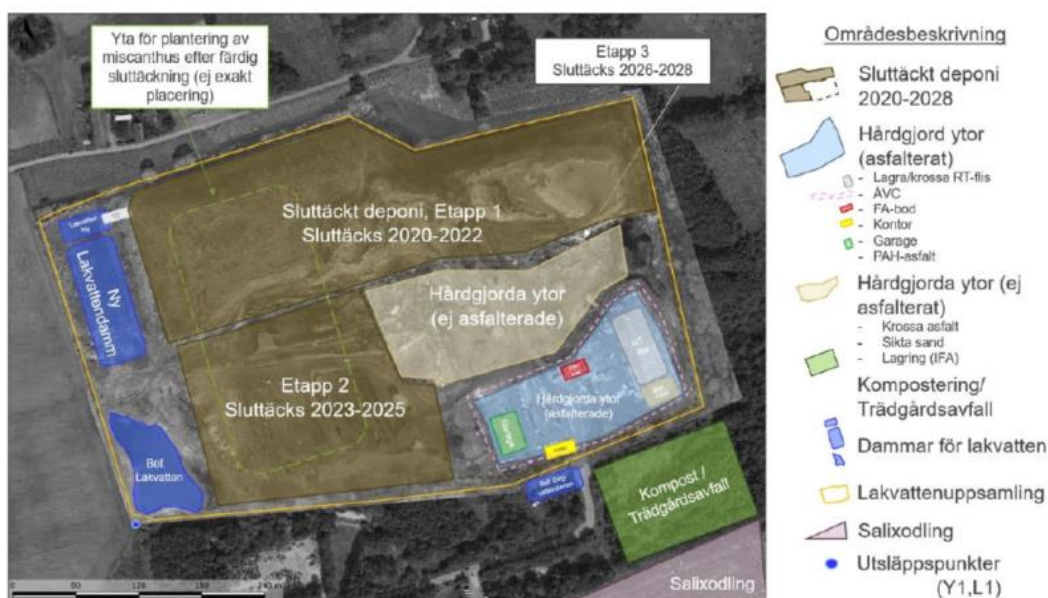 Yta för plantering av
miscanthus efter färdig
sluttäckning (ej exakt
placering)
Etapp 3
Sluttäcks 2026-2028
Sluttäckt deponi, Etapp 1
Sluttäcks 2020-2022
Ny
Lakvattendamm
Hårdgjorda ytor
(ej asfalterade)
Etapp 2
Sluttäcks 2023-2025
Hårdgjorda ytor
(asfalterade)
Garage
Bef.
Lakvatten
Kompost /
Trädgårdsavfall
Salixodling
Områdesbeskrivning
Sluttäckt deponi
2020-2028
Hårdgjord ytor
(asfalterat)
- Lagra/krossa RT-flis
- ÅVC
- FA-bod
- Kontor
- Garage
- PAH-asfalt
Hårdgjorda ytor (ej
asfalterat)
- Krossa asfalt
- Sikta sand
- Lagring (IFA)
Kompostering/
Trädgårdsavfall
Dammar för lakvatten
Lakvattenuppsamling
Salixodling
Utsläppspunkter
(Y1,L1)